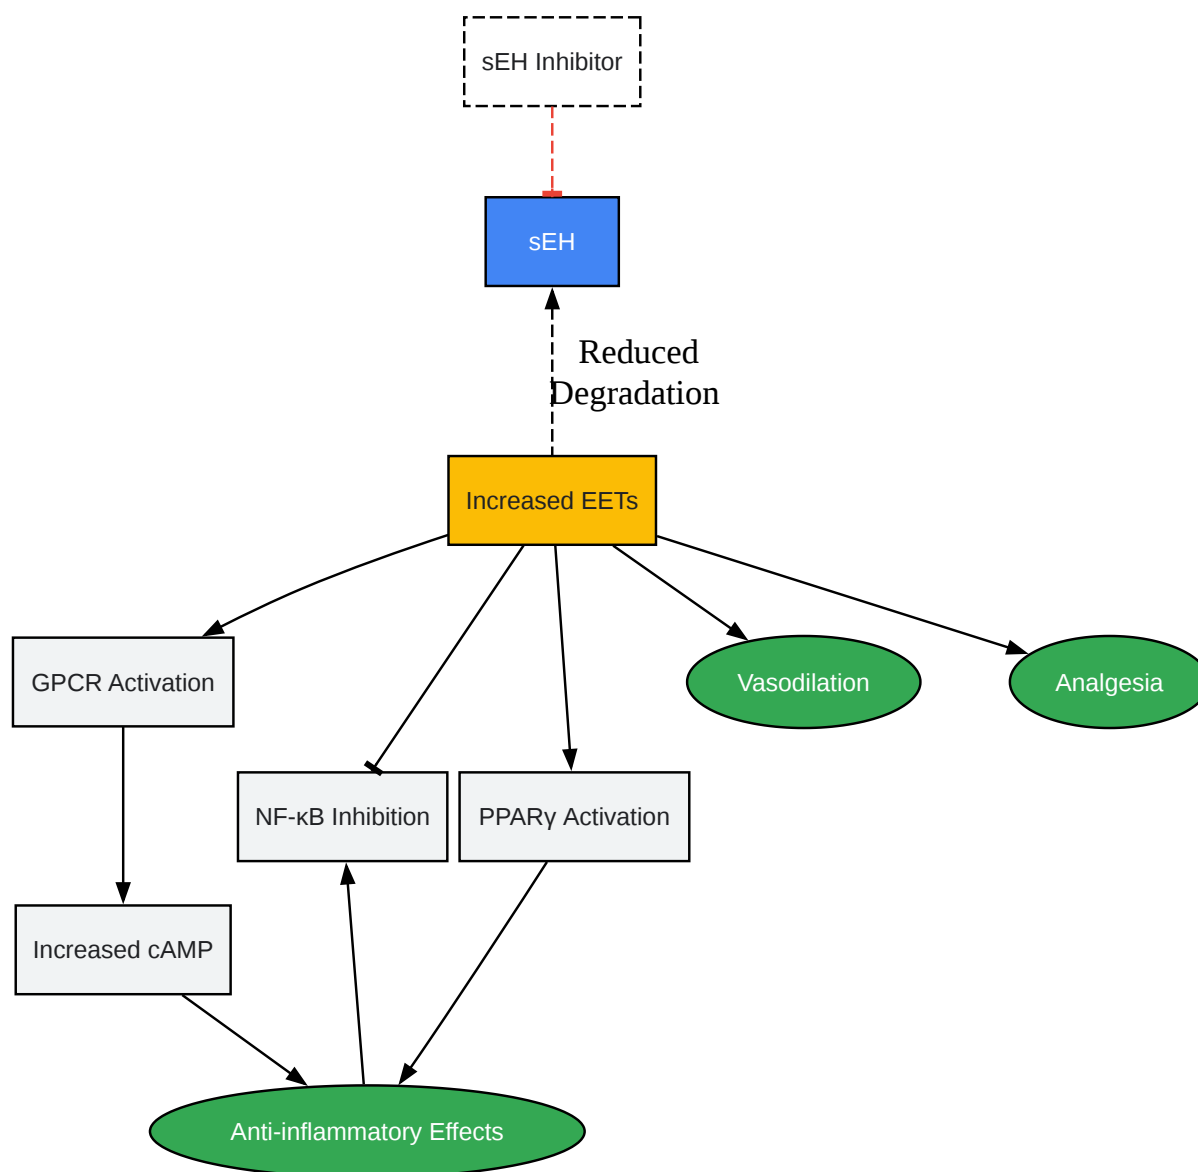 sEH Inhibitor
sEH
Reduced
Degradation
Increased EETs
GPCR Activation
Vasodilation
Analgesia
NF-κB Inhibition
PPARγ Activation
Increased cAMP
Anti-inflammatory Effects